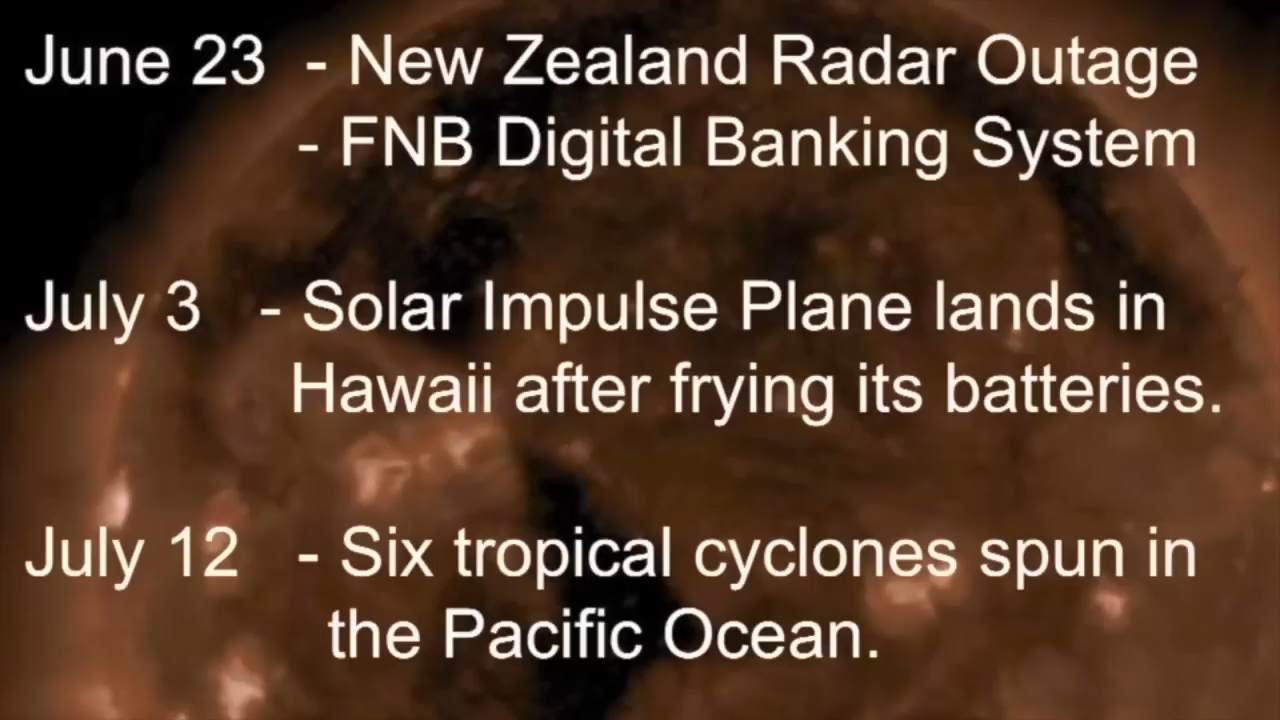 June 23 - New Zealand Radar Outage
- FNB Digital Banking System
July 3 - Solar Impulse Plane lands in
Hawaii after frying its batteries.
July 12 - Six tropical cyclones spun in
the Pacific Ocean.